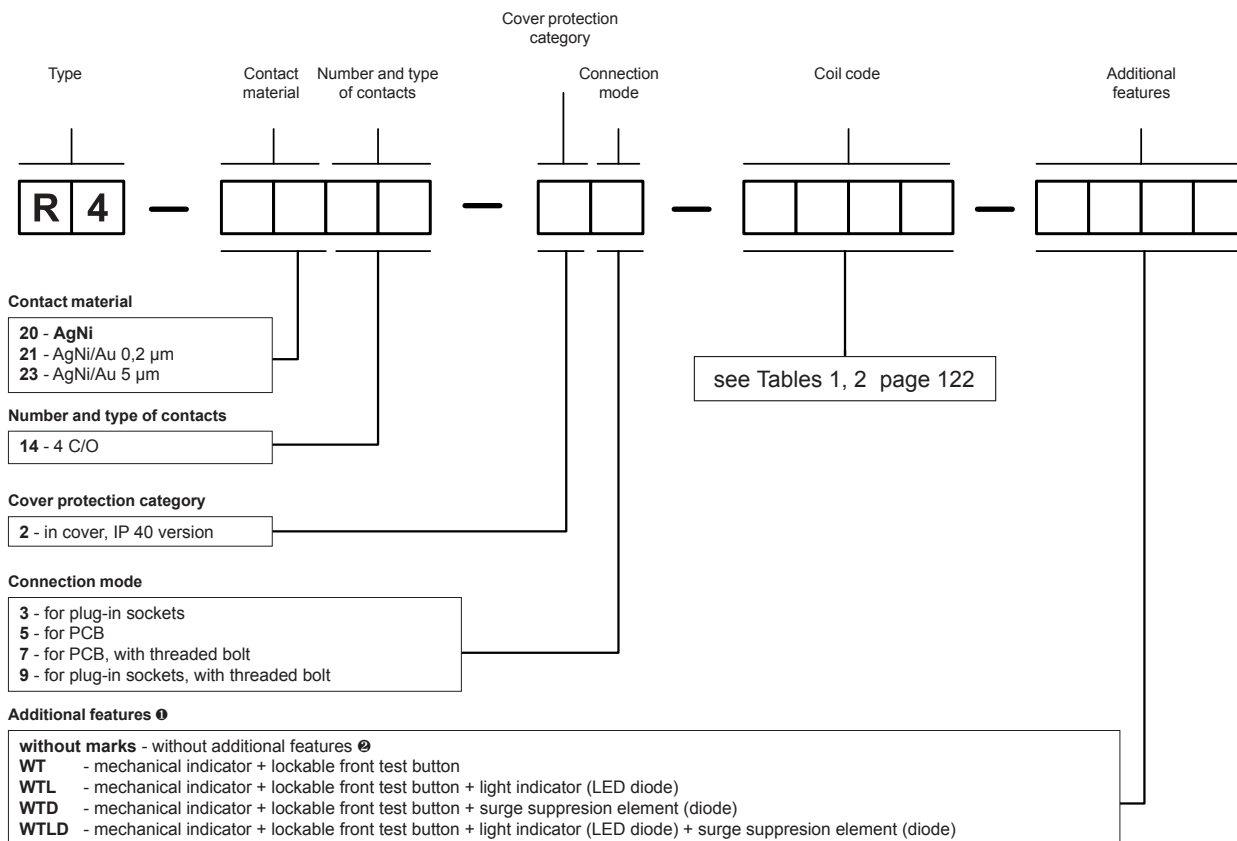 Cover protection
category
Type
Contact
material
Number and type
of contacts
Connection
mode
Coil code
Additional
features
R 4 — — — —
Contact material
20 - AgNi
21 - AgNi/Au 0,2 µm
23 - AgNi/Au 5 µm
see Tables 1, 2 page 122
Number and type of contacts
14 - 4 C/O
Cover protection category
2 - in cover, IP 40 version
Connection mode
3 - for plug-in sockets
5 - for PCB
7 - for PCB, with threaded bolt
9 - for plug-in sockets, with threaded bolt
Additional features ❶
without marks - without additional features ❷
WT - mechanical indicator + lockable front test button
WTL - mechanical indicator + lockable front test button + light indicator (LED diode)
WTD - mechanical indicator + lockable front test button + surge suppresion element (diode)
WTLD - mechanical indicator + lockable front test button + light indicator (LED diode) + surge suppresion element (diode)